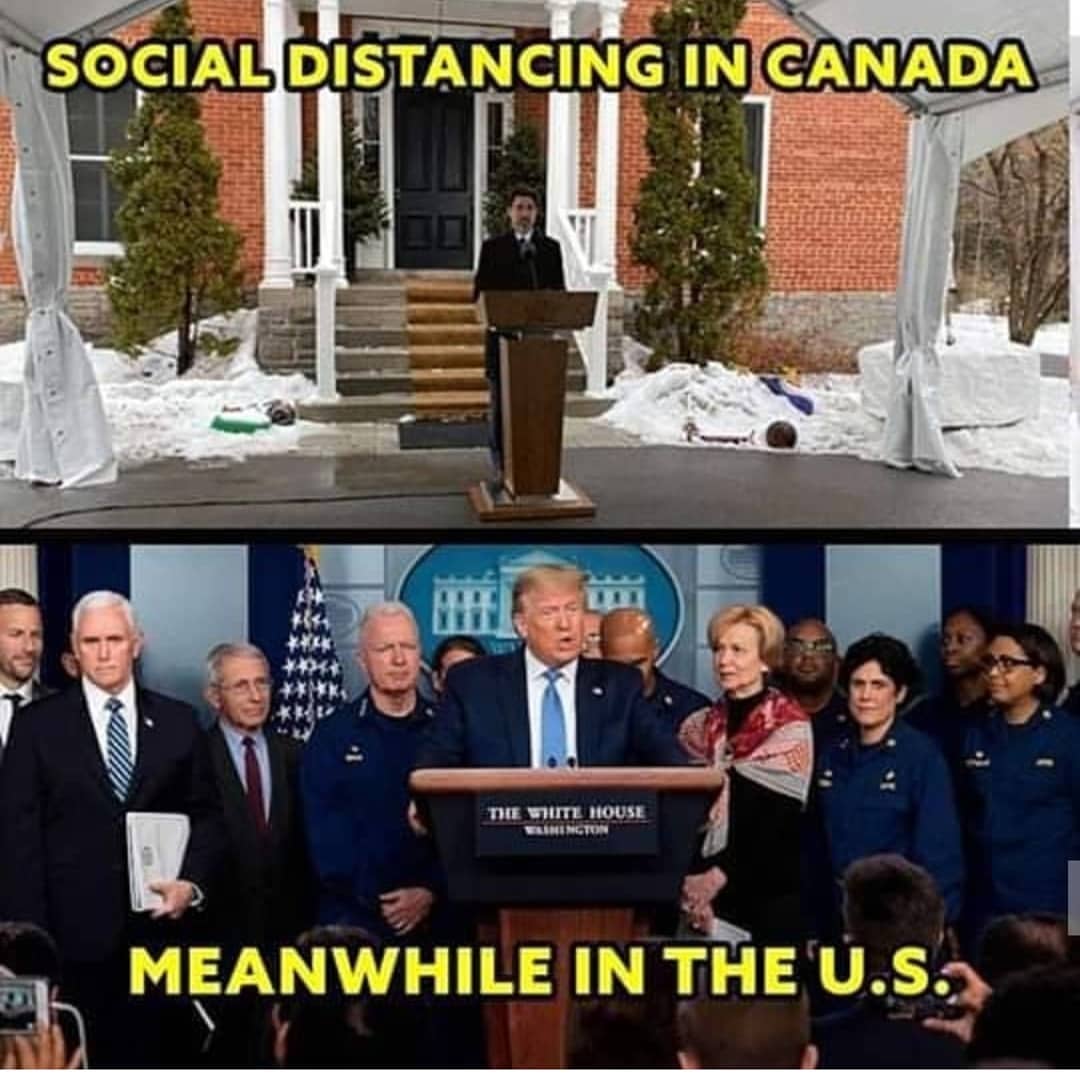 SOCIAL DISTANCING IN CANADA
THE WHITE HOUSE
WASHINGTON
MEANWHILE IN THE U.S.